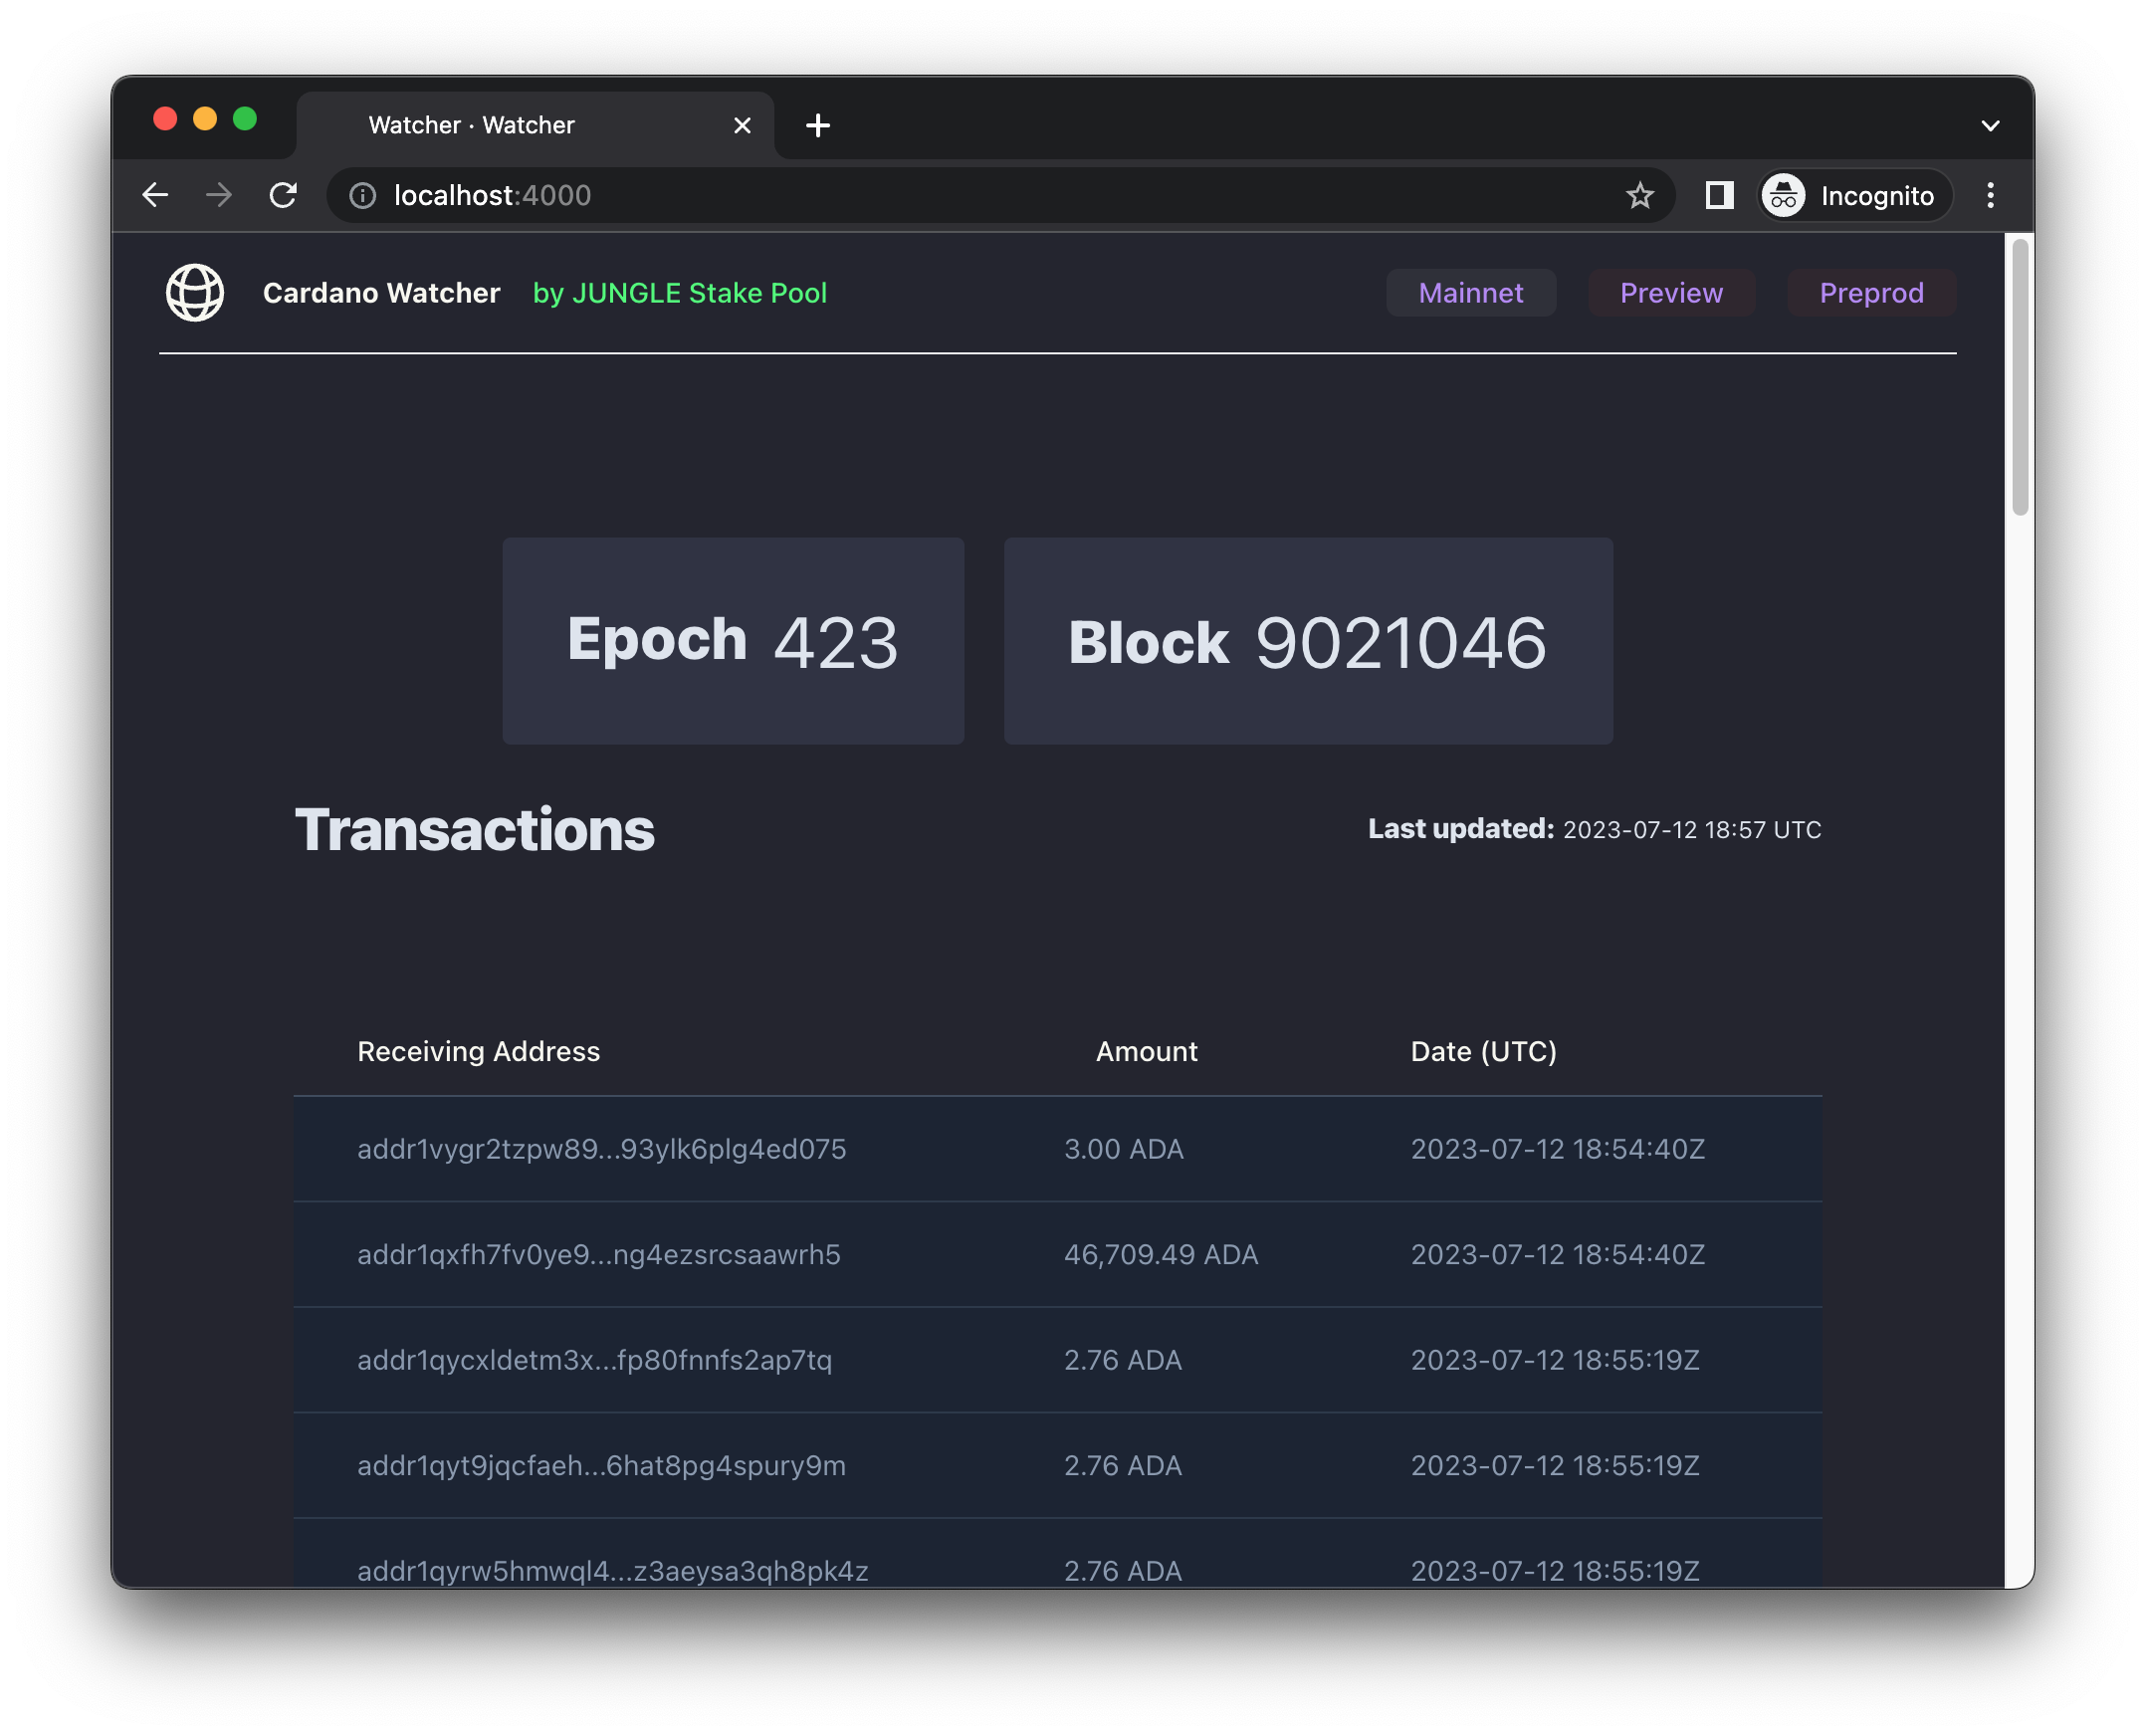 Watcher · Watcher
localhost:4000
Incognito
Cardano Watcher by JUNGLE Stake Pool
Mainnet Preview Preprod
Epoch 423
Block 9021046
Transactions
Last updated: 2023-07-12 18:57 UTC
Receiving Address Amount Date (UTC)
addr1vygr2tzpw89...93ylk6plg4ed075 3.00 ADA 2023-07-12 18:54:40Z
addr1qxfh7fv0ye9...ng4ezsrcsaawrh5 46,709.49 ADA 2023-07-12 18:54:40Z
addr1qycxldetm3x...fp80fnnfs2ap7tq 2.76 ADA 2023-07-12 18:55:19Z
addr1qyt9jqcfaeh...6hat8pg4spury9m 2.76 ADA 2023-07-12 18:55:19Z
addr1qyrw5hmwql4...z3aeysa3qh8pk4z 2.76 ADA 2023-07-12 18:55:19Z